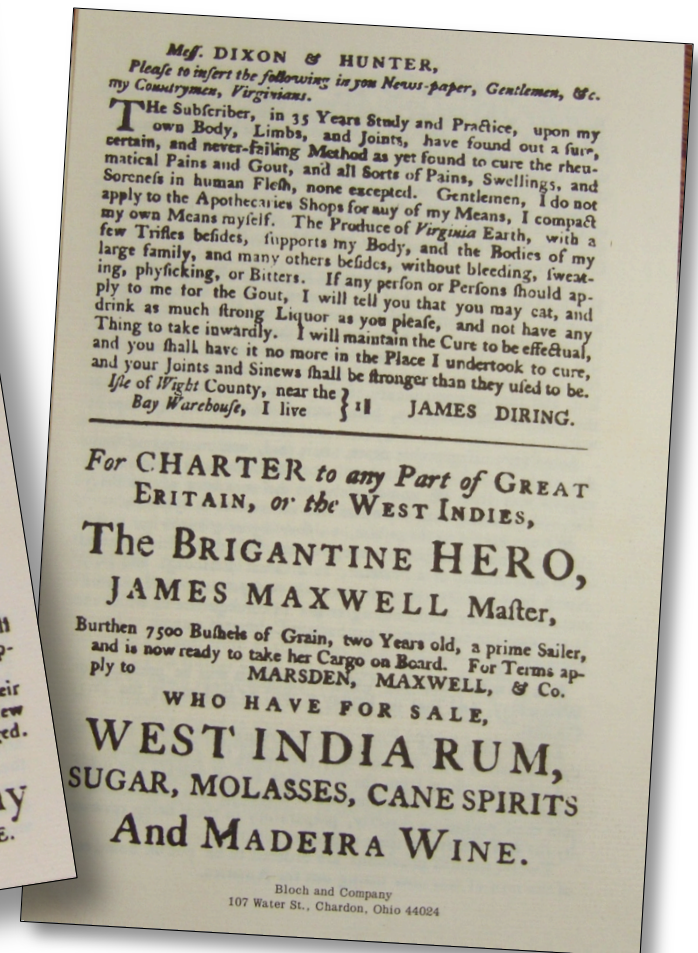 Meſſ. DIXON & HUNTER,
Pleaſe to inſert the following in you News-paper, Gentlemen, &c.
my Countrymen, Virginians.
THe Subſcriber, in 35 Years Study and Practice, upon my
own Body, Limbs, and Joints, have found out a ſure,
certain, and never-failing Method as yet found to cure the rheu-
matical Pains and Gout, and all Sorts of Pains, Swellings, and
Soreneſs in human Fleſh, none excepted. Gentlemen, I do not
apply to the Apothecaries Shops for any of my Means, I compact
my own Means myſelf. The Produce of Virginia Earth, with a
few Trifles beſides, ſupports my Body, and the Bodies of my
large family, and many others beſides, without bleeding, ſweat-
ing, phyſicking, or Bitters. If any perſon or Perſons ſhould ap-
ply to me for the Gout, I will tell you that you may eat, and
drink as much ſtrong Liquor as you pleaſe, and not have any
Thing to take inwardly. I will maintain the Cure to be effectual,
and you ſhall have it no more in the Place I undertook to cure,
and your Joints and Sinews ſhall be ſtronger than they uſed to be.
Iſle of Wight County, near the
Bay Warehouſe, I live } 1|| JAMES DIRING.
For CHARTER to any Part of GREAT
ERITAIN, or the WEST INDIES,
The BRIGANTINE HERO,
JAMES MAXWELL Maſter,
Burthen 7500 Buſhels of Grain, two Years old, a prime Sailer,
and is now ready to take her Cargo on Board. For Terms ap-
ply to MARSDEN, MAXWELL, & Co.
WHO HAVE FOR SALE,
WEST INDIA RUM,
SUGAR, MOLASSES, CANE SPIRITS
And MADEIRA WINE.
Bloch and Company
107 Water St., Chardon, Ohio 44024